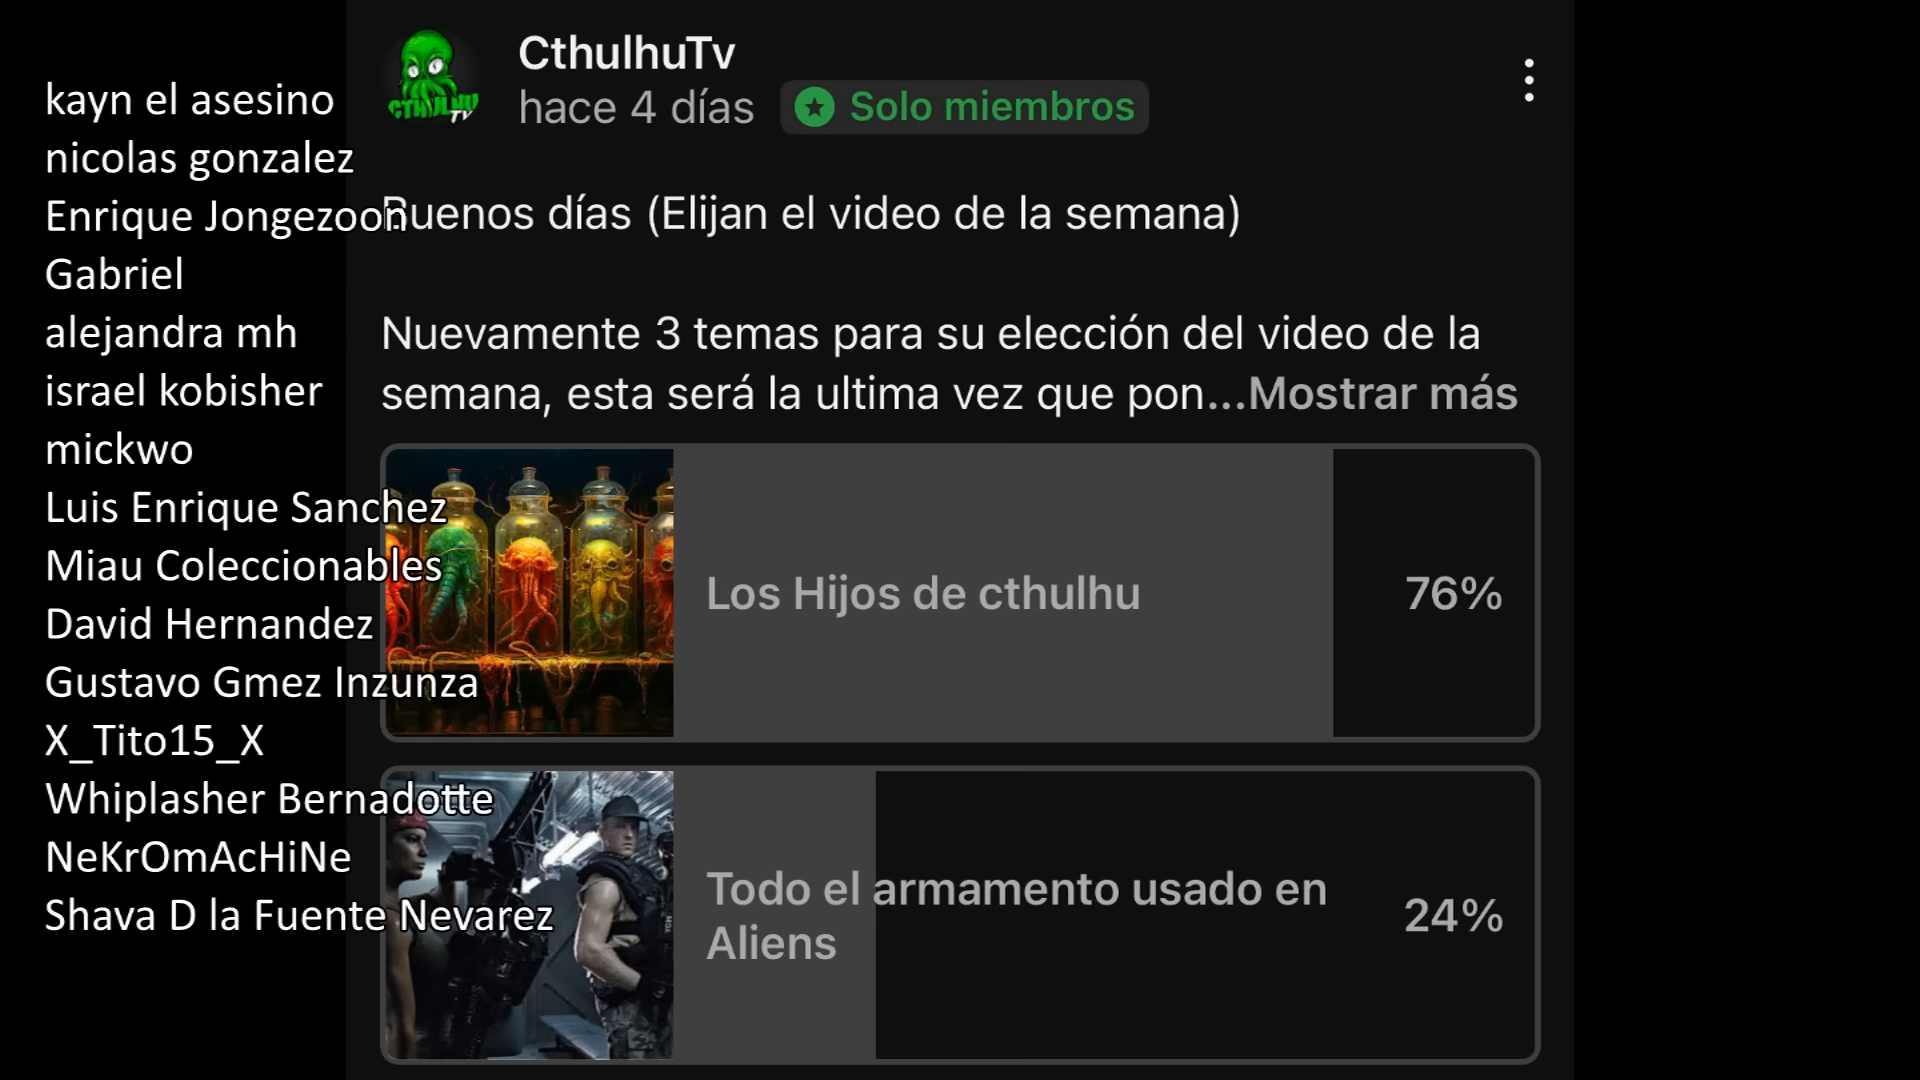 kayn el asesino
nicolas gonzalez
Enrique Jongezoon
Gabriel
alejandra mh
israel kobisher
mickwo
Luis Enrique Sanchez
Miau Coleccionables
David Hernandez
Gustavo Gmez Inzunza
X_Tito15_X
Whiplasher Bernadotte
NeKrOmAcHiNe
Shava D la Fuente Nevarez
CTHULHU
TV
CthulhuTv
hace 4 días
Solo miembros
Buenos días (Elijan el video de la semana)
Nuevamente 3 temas para su elección del video de la
semana, esta será la ultima vez que pon...Mostrar más
Los Hijos de cthulhu
76%
Todo el armamento usado en
Aliens
24%